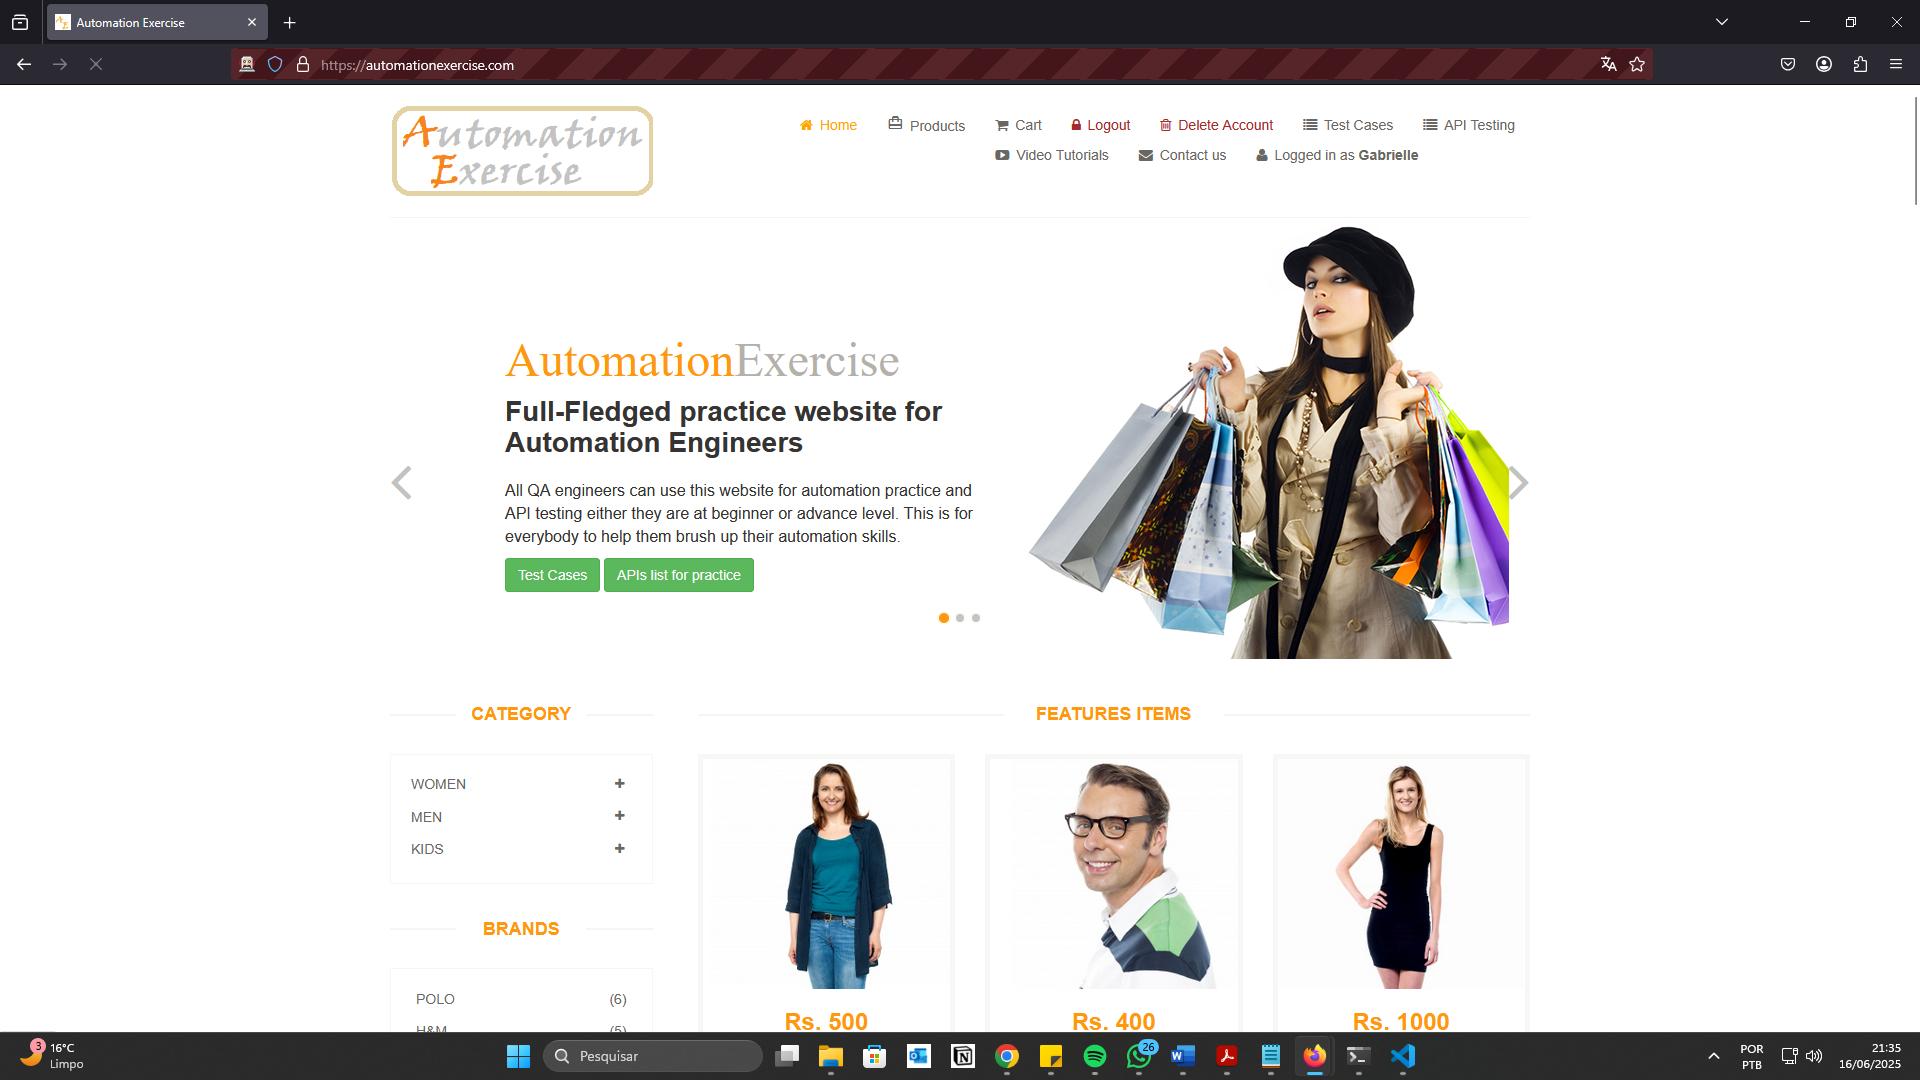 Automation Exercise
https://automationexercise.com
Automation
Exercise
Home
Products
Cart
Logout
Delete Account
Test Cases
API Testing
Video Tutorials
Contact us
Logged in as Gabrielle
AutomationExercise
Full-Fledged practice website for
Automation Engineers
All QA engineers can use this website for automation practice and
API testing either they are at beginner or advance level. This is for
everybody to help them brush up their automation skills.
Test Cases
APIs list for practice
CATEGORY
WOMEN
MEN
KIDS
BRANDS
POLO (6)
H&M (5)
FEATURES ITEMS
Rs. 500
Rs. 400
Rs. 1000
3
16°C
Limpo
Pesquisar
26
POR
PTB
21:35
16/06/2025